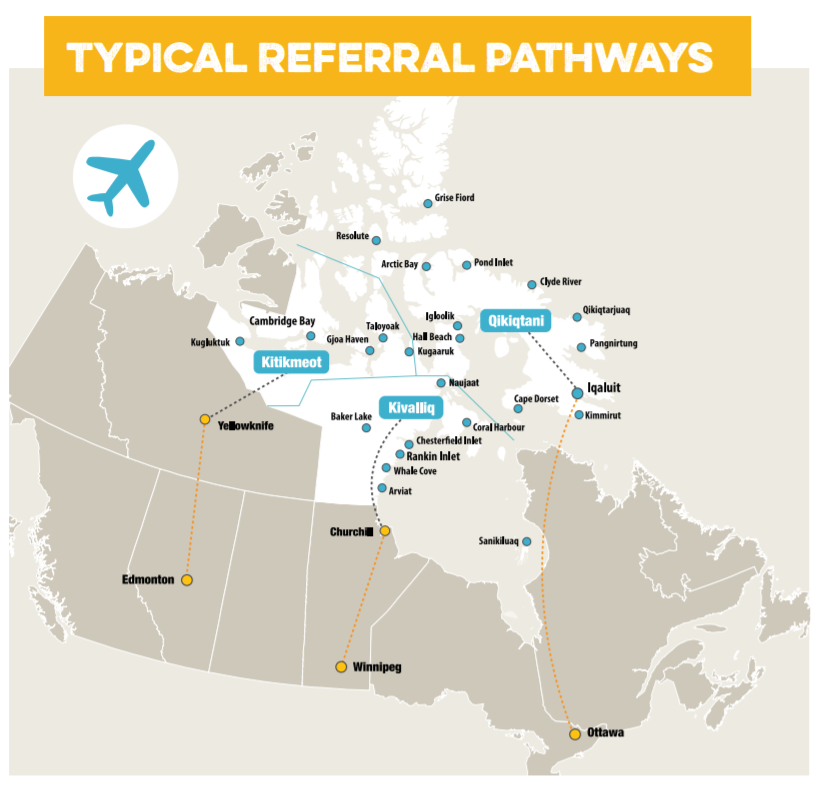 TYPICAL REFERRAL PATHWAYS
Grise Fiord
Resolute
Arctic Bay
Pond Inlet
Clyde River
Qikiqtarjuaq
Igloolik
Qikiqtani
Cambridge Bay
Taloyoak
Hall Beach
Kugluktuk
Gjoa Haven
Kugaaruk
Pangnirtung
Kitikmeot
Naujaat
Iqaluit
Cape Dorset
Kivalliq
Kimmirut
Baker Lake
Yellowknife
Coral Harbour
Chesterfield Inlet
Rankin Inlet
Whale Cove
Arviat
Churchill
Sanikiluaq
Edmonton
Winnipeg
Ottawa